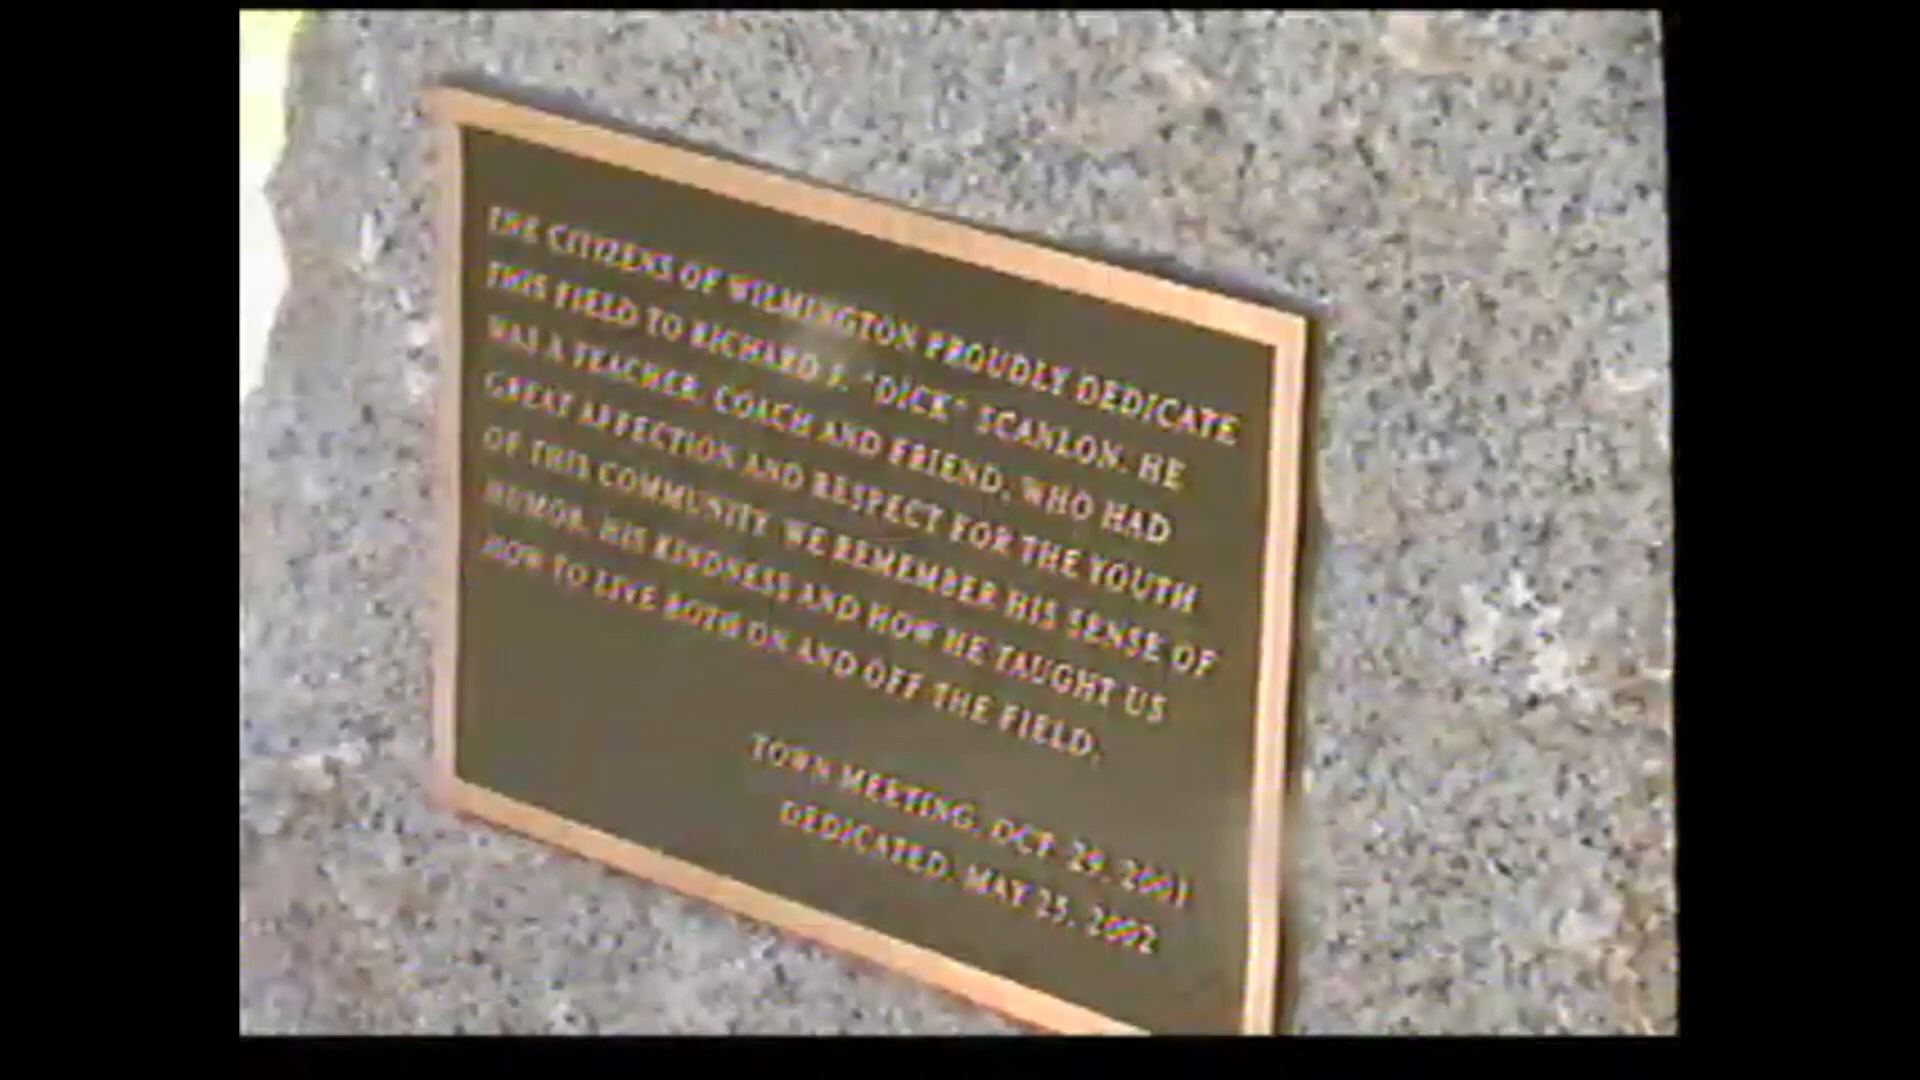 THE CITIZENS OF WILMINGTON PROUDLY DEDICATE
THIS FIELD TO RICHARD J. "DICK" SCANLON. HE
WAS A TEACHER, COACH AND FRIEND, WHO HAD
GREAT AFFECTION AND RESPECT FOR THE YOUTH
OF THIS COMMUNITY. WE REMEMBER HIS SENSE OF
HUMOR, HIS KINDNESS AND HOW HE TAUGHT US
HOW TO LIVE BOTH ON AND OFF THE FIELD.
TOWN MEETING, OCT. 29, 2001
DEDICATED, MAY 25, 2002